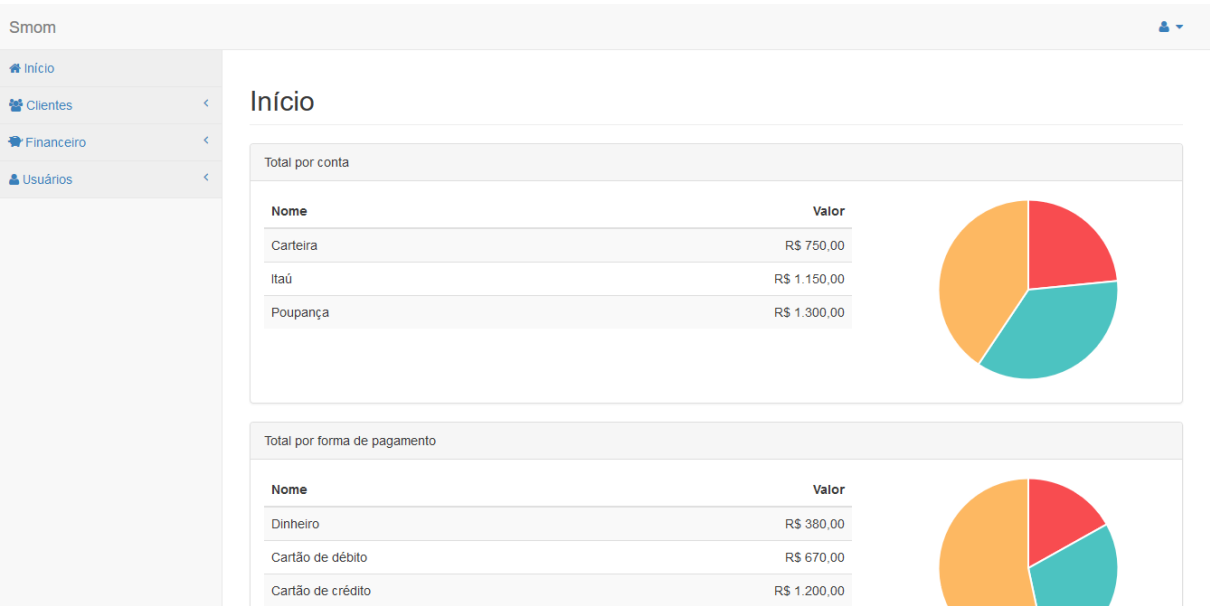 Smom
Início
Clientes
Financeiro
Usuários
Início
Total por conta
Nome Valor
Carteira R$ 750,00
Itaú R$ 1.150,00
Poupança R$ 1.300,00
Total por forma de pagamento
Nome Valor
Dinheiro R$ 380,00
Cartão de débito R$ 670,00
Cartão de crédito R$ 1.200,00